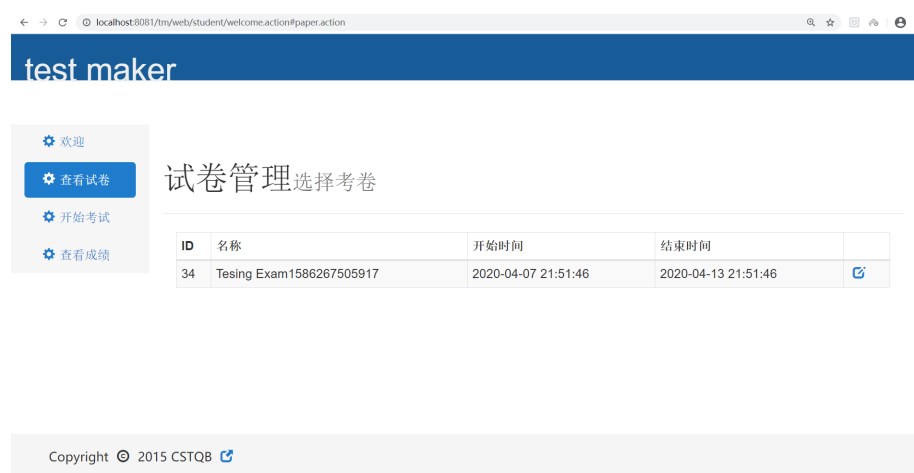 localhost:8081/tm/web/student/welcome.action#paper.action
test maker
欢迎
查看试卷
开始考试
查看成绩
试卷管理选择考卷
ID 名称 开始时间 结束时间
34 Tesing Exam1586267505917 2020-04-07 21:51:46 2020-04-13 21:51:46
Copyright © 2015 CSTQB